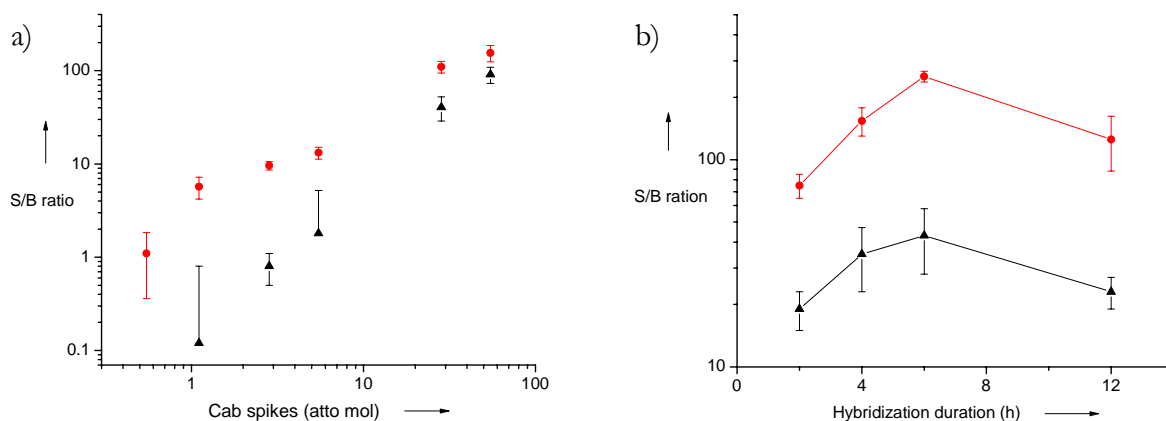 a)
100
10
1
0.1
S/B ratio
1
10
100
Cab spikes (atto mol)
b)
100
10
S/B ration
0
4
8
12
Hybridization duration (h)